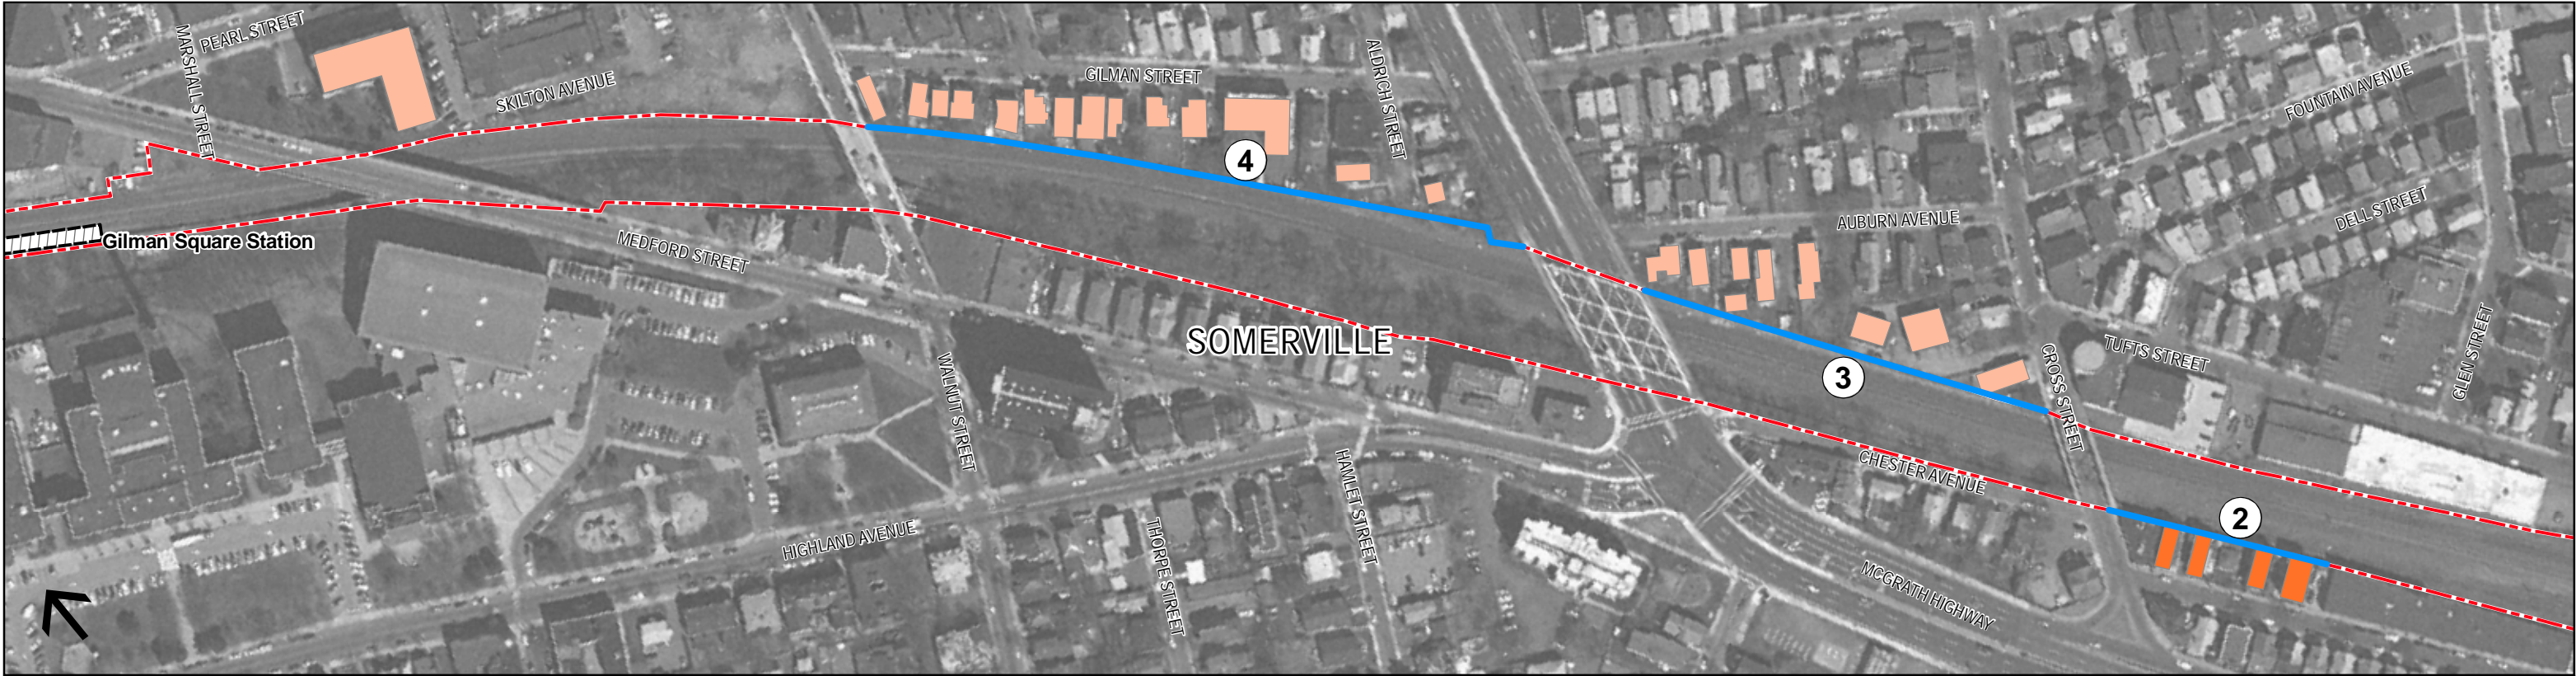 PEARL STREET
MARSHALL STREET
SKILTON AVENUE
GILMAN STREET
ALDRICH STREET
FOUNTAIN AVENUE
4
DELL STREET
AUBURN AVENUE
Gilman Square Station
MEDFORD STREET
SOMERVILLE
TUFTS STREET
GLEN STREET
3
CROSS STREET
WALNUT STREET
CHESTER AVENUE
HAMLET STREET
2
HIGHLAND AVENUE
THORPE STREET
MCGRATH HIGHWAY